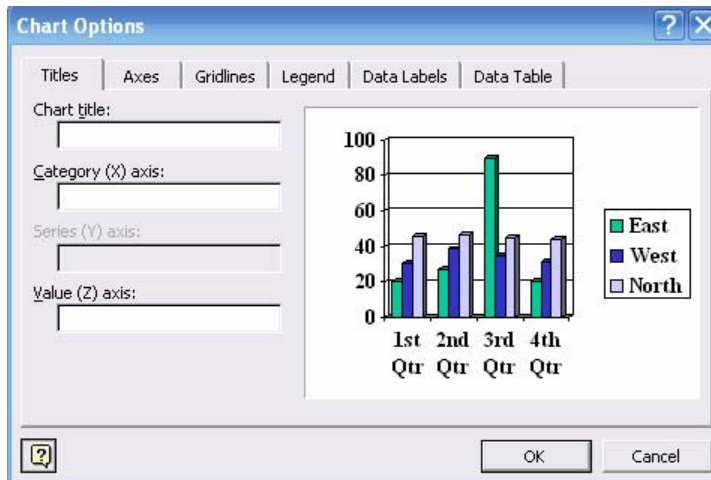 Chart Options
Titles Axes Gridlines Legend Data Labels Data Table
Chart title:
Category (X) axis:
Series (Y) axis:
Value (Z) axis:
100
80
60
40
20
0
1st 2nd 3rd 4th
Qtr Qtr Qtr Qtr
East
West
North
OK Cancel